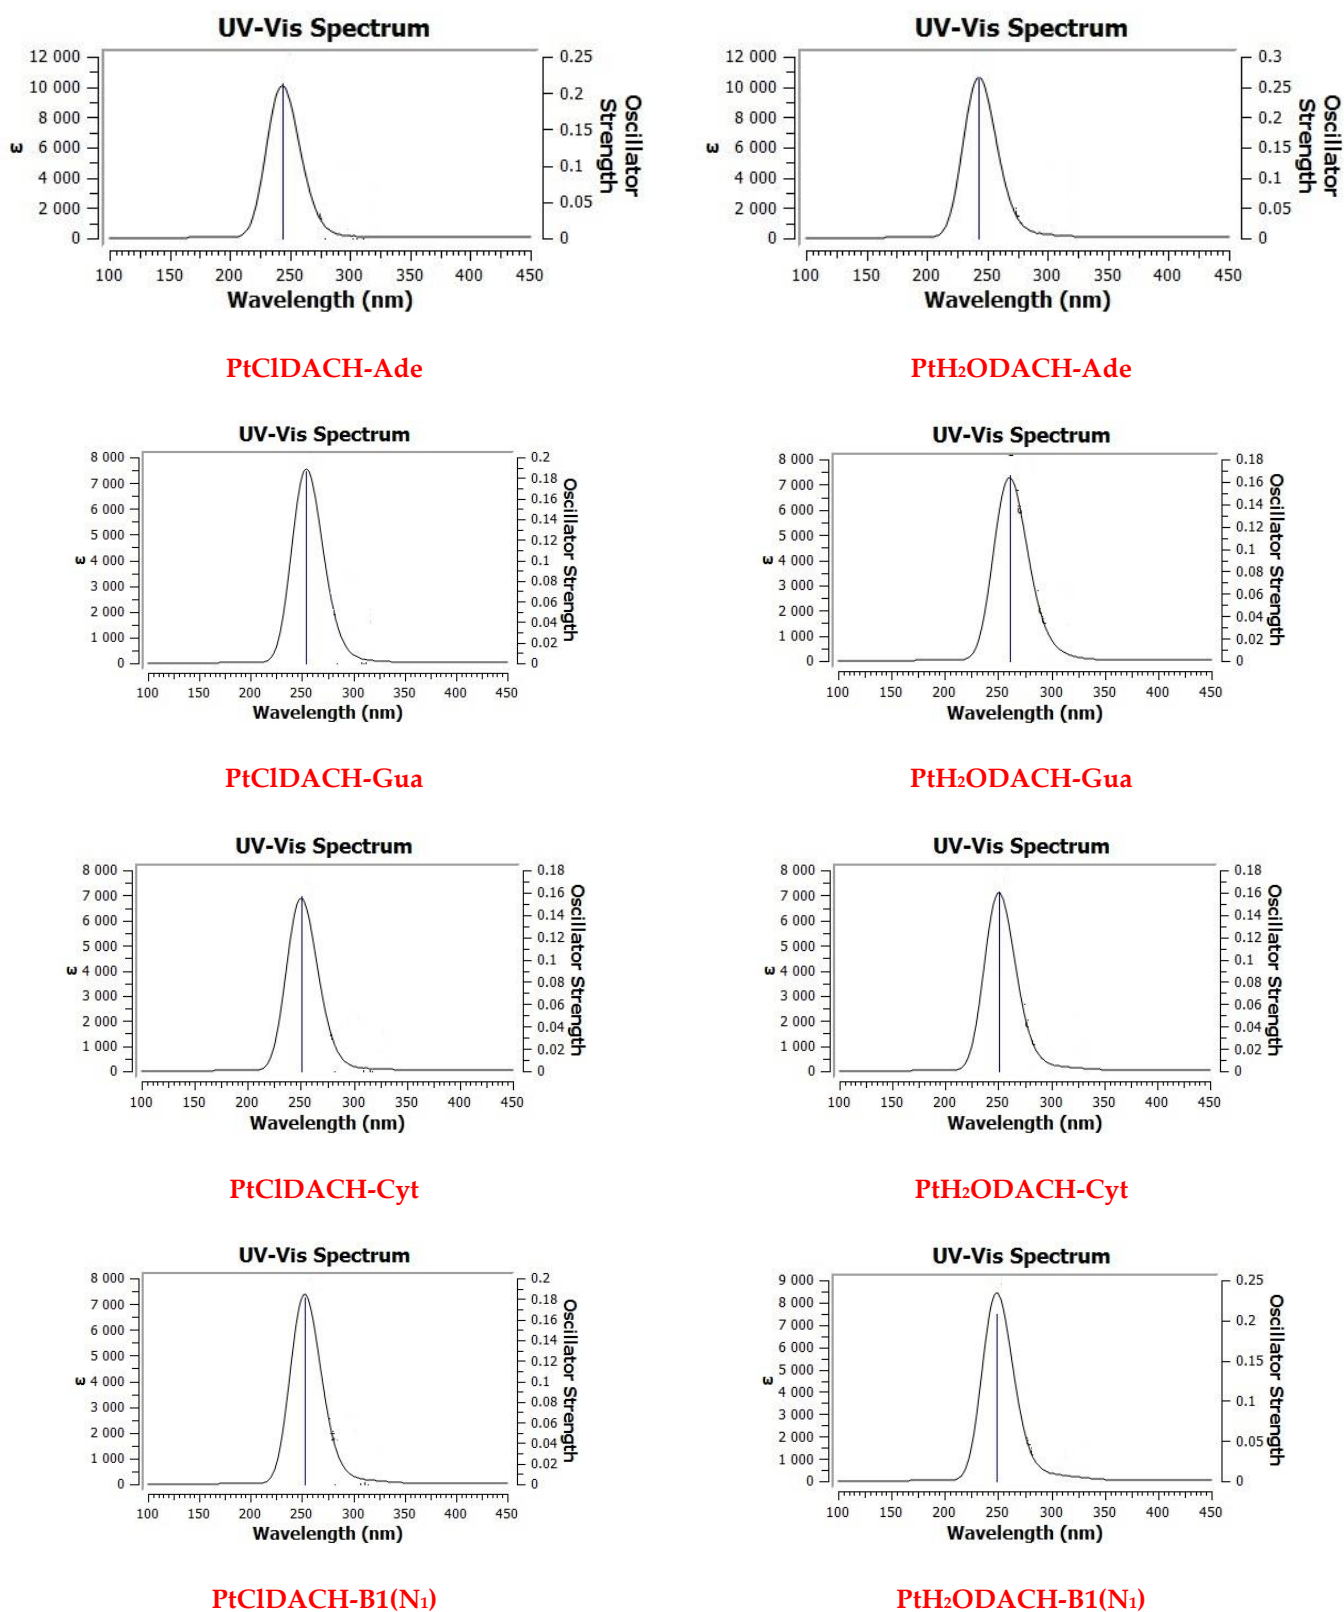 UV-Vis Spectrum
12 000
10 000
8 000
6 000
4 000
2 000
0
ε
0.25
0.2
0.15
0.1
0.05
0
Oscillator
Strength
100 150 200 250 300 350 400 450
Wavelength (nm)
PtClDACH-Ade
UV-Vis Spectrum
12 000
10 000
8 000
6 000
4 000
2 000
0
ε
0.3
0.25
0.2
0.15
0.1
0.05
0
Oscillator
Strength
100 150 200 250 300 350 400 450
Wavelength (nm)
PtH₂ODACH-Ade
UV-Vis Spectrum
8 000
7 000
6 000
5 000
4 000
3 000
2 000
1 000
0
ε
0.2
0.18
0.16
0.14
0.12
0.1
0.08
0.06
0.04
0.02
0
Oscillator Strength
100 150 200 250 300 350 400 450
Wavelength (nm)
PtClDACH-Gua
UV-Vis Spectrum
8 000
7 000
6 000
5 000
4 000
3 000
2 000
1 000
0
ε
0.18
0.16
0.14
0.12
0.1
0.08
0.06
0.04
0.02
0
Oscillator Strength
100 150 200 250 300 350 400 450
Wavelength (nm)
PtH₂ODACH-Gua
UV-Vis Spectrum
8 000
7 000
6 000
5 000
4 000
3 000
2 000
1 000
0
ε
0.18
0.16
0.14
0.12
0.1
0.08
0.06
0.04
0.02
0
Oscillator Strength
100 150 200 250 300 350 400 450
Wavelength (nm)
PtClDACH-Cyt
UV-Vis Spectrum
8 000
7 000
6 000
5 000
4 000
3 000
2 000
1 000
0
ε
0.18
0.16
0.14
0.12
0.1
0.08
0.06
0.04
0.02
0
Oscillator Strength
100 150 200 250 300 350 400 450
Wavelength (nm)
PtH₂ODACH-Cyt
UV-Vis Spectrum
8 000
7 000
6 000
5 000
4 000
3 000
2 000
1 000
0
ε
0.2
0.18
0.16
0.14
0.12
0.1
0.08
0.06
0.04
0.02
0
Oscillator Strength
100 150 200 250 300 350 400 450
Wavelength (nm)
PtClDACH-B1(N₁)
UV-Vis Spectrum
9 000
8 000
7 000
6 000
5 000
4 000
3 000
2 000
1 000
0
ε
0.25
0.2
0.15
0.1
0.05
0
Oscillator Strength
100 150 200 250 300 350 400 450
Wavelength (nm)
PtH₂ODACH-B1(N₁)